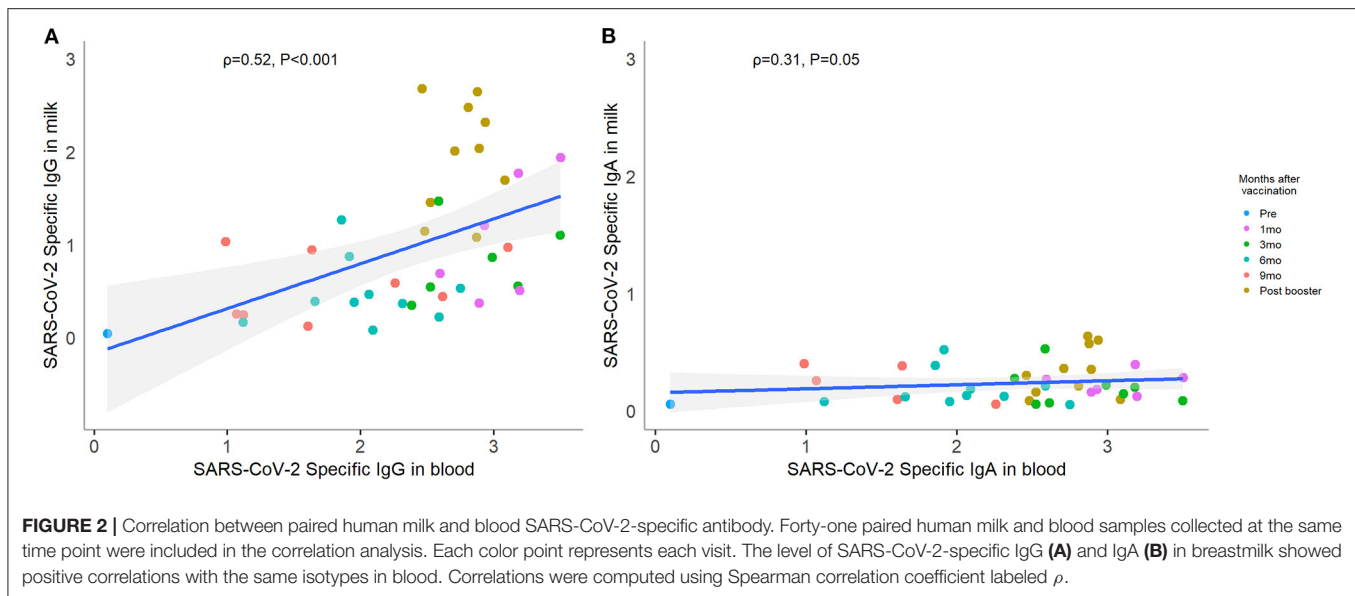 A
ρ=0.52, P<0.001
3
2
1
0
SARS-CoV-2 Specific IgG in milk
0 1 2 3
SARS-CoV-2 Specific IgG in blood
B
ρ=0.31, P=0.05
3
2
1
0
SARS-CoV-2 Specific IgA in milk
0 1 2 3
SARS-CoV-2 Specific IgA in blood
Months after
vaccination
Pre
1mo
3mo
6mo
9mo
Post booster
FIGURE 2 | Correlation between paired human milk and blood SARS-CoV-2-specific antibody. Forty-one paired human milk and blood samples collected at the same
time point were included in the correlation analysis. Each color point represents each visit. The level of SARS-CoV-2-specific IgG (A) and IgA (B) in breastmilk showed
positive correlations with the same isotypes in blood. Correlations were computed using Spearman correlation coefficient labeled ρ.